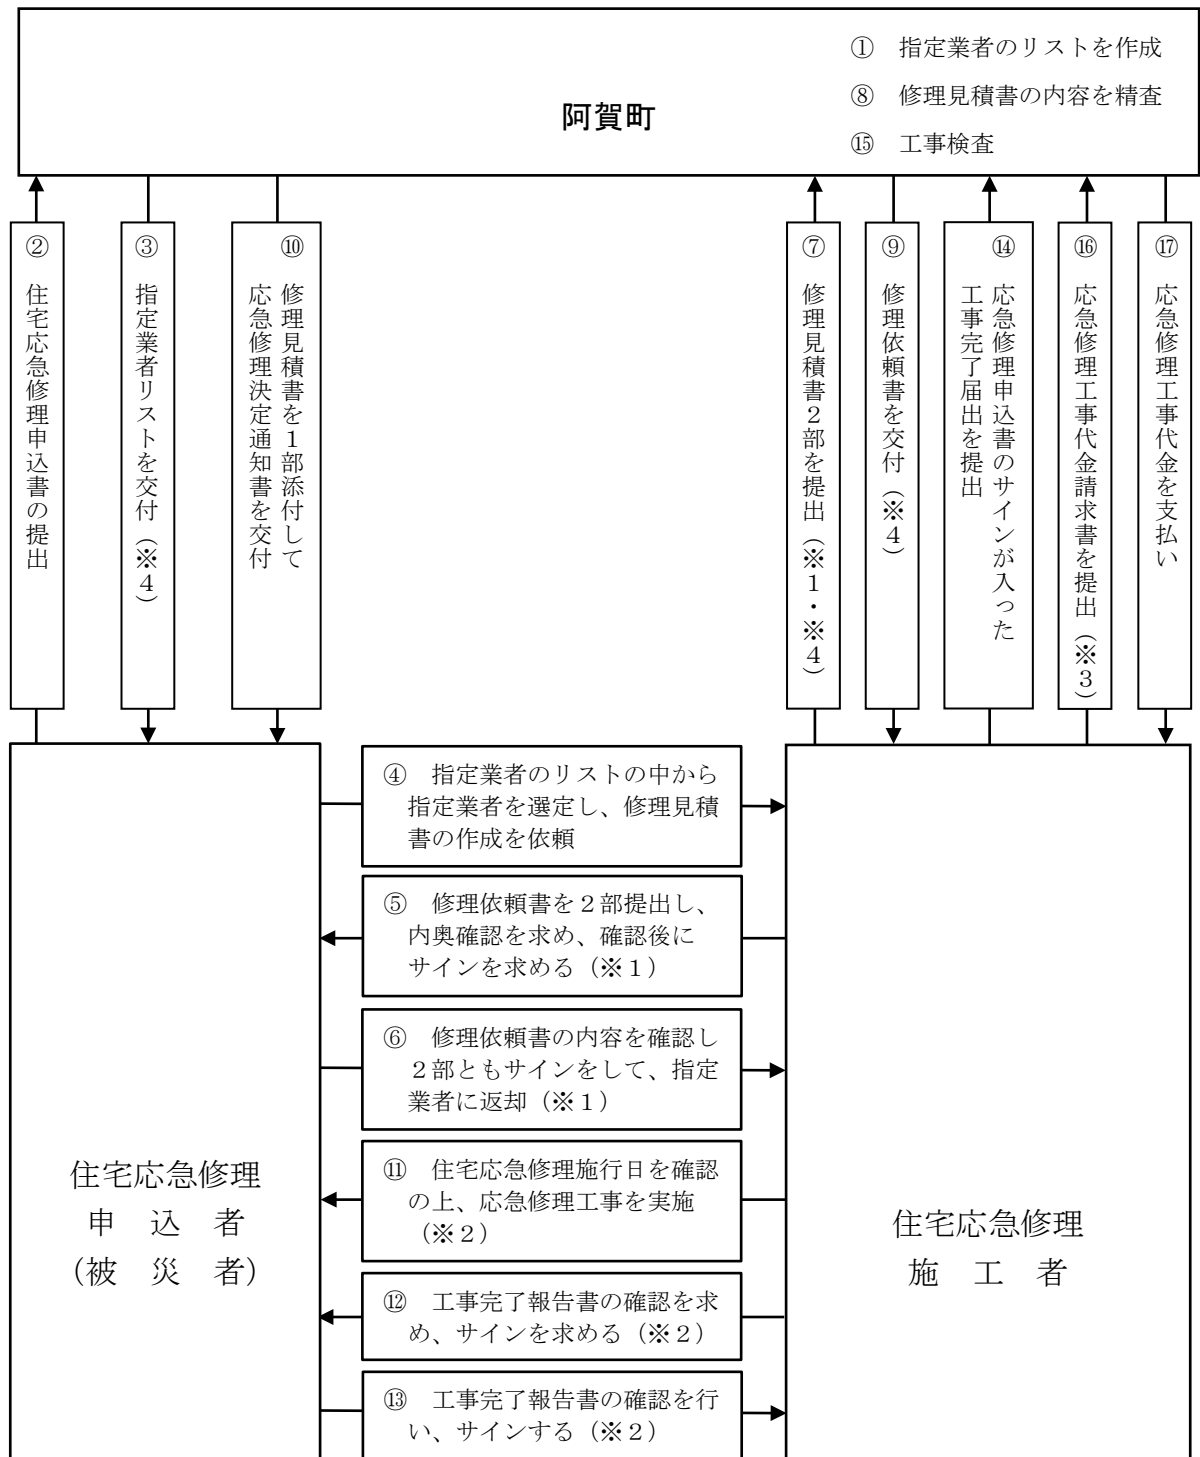 ① 指定業者のリストを作成
⑧ 修理見積書の内容を精査
阿賀町
⑮ 工事検査
② 住宅応急修理申込書の提出
③ 指定業者リストを交付（※４）
⑩ 修理見積書を１部添付して
応急修理決定通知書を交付
⑦ 修理見積書２部を提出（※１・※４）
⑨ 修理依頼書を交付（※４）
⑭ 応急修理申込書のサインが入った
工事完了届出を提出
⑯ 応急修理工事代金請求書を提出（※３）
⑰ 応急修理工事代金を支払い
④ 指定業者のリストの中から
指定業者を選定し、修理見積
書の作成を依頼
⑤ 修理依頼書を２部提出し、
内奥確認を求め、確認後に
サインを求める（※１）
⑥ 修理依頼書の内容を確認し
２部ともサインをして、指定
業者に返却（※１）
⑪ 住宅応急修理施行日を確認
の上、応急修理工事を実施
（※２）
⑫ 工事完了報告書の確認を求
め、サインを求める（※２）
⑬ 工事完了報告書の確認を行
い、サインする（※２）
住宅応急修理
申 込 者
（被 災 者）
住宅応急修理
施 工 者